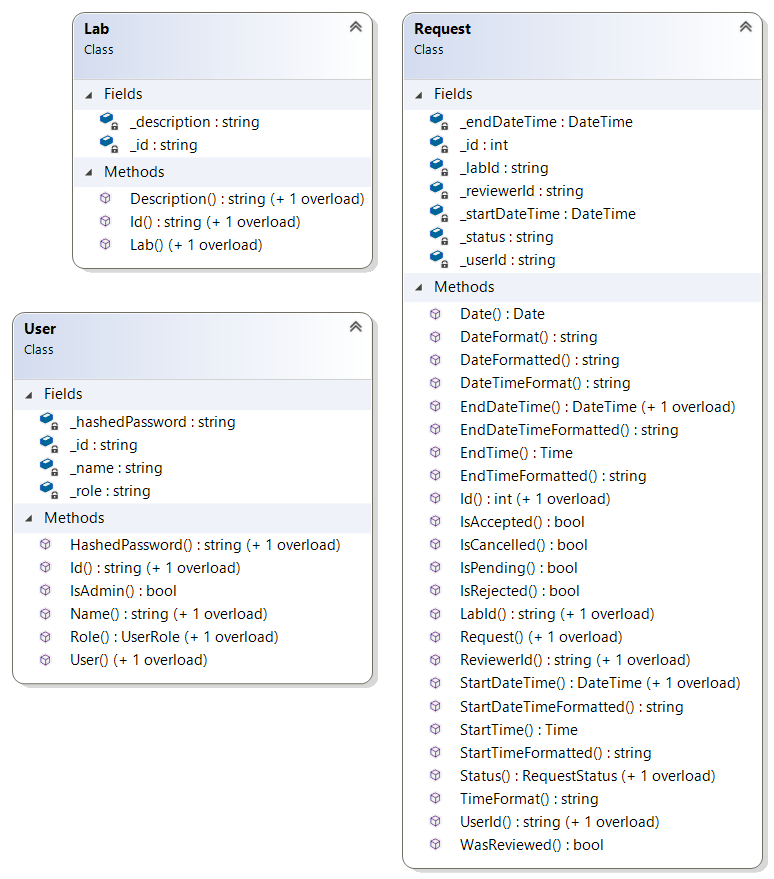 Lab
Class
Fields
_description : string
_id : string
Methods
Description() : string (+ 1 overload)
Id() : string (+ 1 overload)
Lab() (+ 1 overload)
User
Class
Fields
_hashedPassword : string
_id : string
_name : string
_role : string
Methods
HashedPassword() : string (+ 1 overload)
Id() : string (+ 1 overload)
IsAdmin() : bool
Name() : string (+ 1 overload)
Role() : UserRole (+ 1 overload)
User() (+ 1 overload)
Request
Class
Fields
_endDateTime : DateTime
_id : int
_labId : string
_reviewerId : string
_startDateTime : DateTime
_status : string
_userId : string
Methods
Date() : Date
DateFormat() : string
DateFormatted() : string
DateTimeFormat() : string
EndDateTime() : DateTime (+ 1 overload)
EndDateTimeFormatted() : string
EndTime() : Time
EndTimeFormatted() : string
Id() : int (+ 1 overload)
IsAccepted() : bool
IsCancelled() : bool
IsPending() : bool
IsRejected() : bool
LabId() : string (+ 1 overload)
Request() (+ 1 overload)
ReviewerId() : string (+ 1 overload)
StartDateTime() : DateTime (+ 1 overload)
StartDateTimeFormatted() : string
StartTime() : Time
StartTimeFormatted() : string
Status() : RequestStatus (+ 1 overload)
TimeFormat() : string
UserId() : string (+ 1 overload)
WasReviewed() : bool